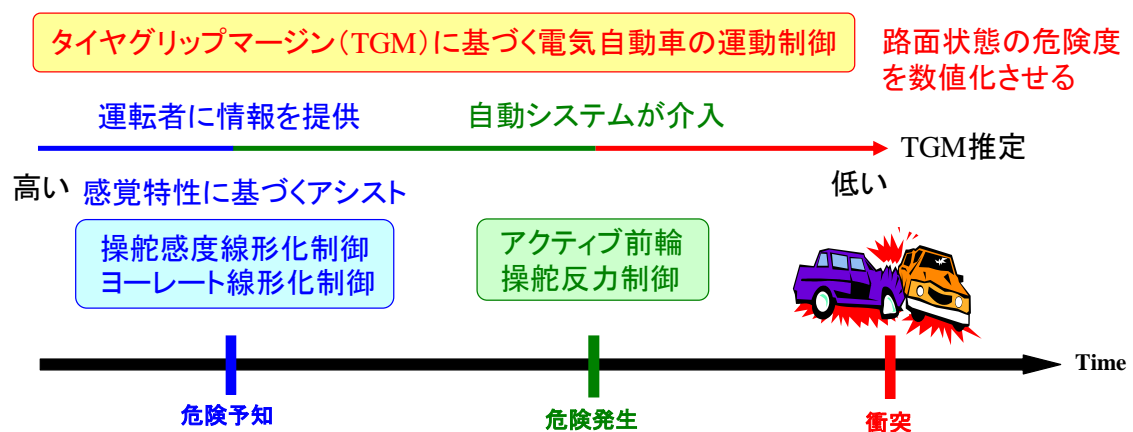 タイヤグリップマージン(TGM)に基づく電気自動車の運動制御
路面状態の危険度
を数値化させる
運転者に情報を提供
自動システムが介入
TGM推定
高い
低い
感覚特性に基づくアシスト
操舵感度線形化制御
ヨーレート線形化制御
アクティブ前輪
操舵反力制御
Time
危険予知
危険発生
衝突